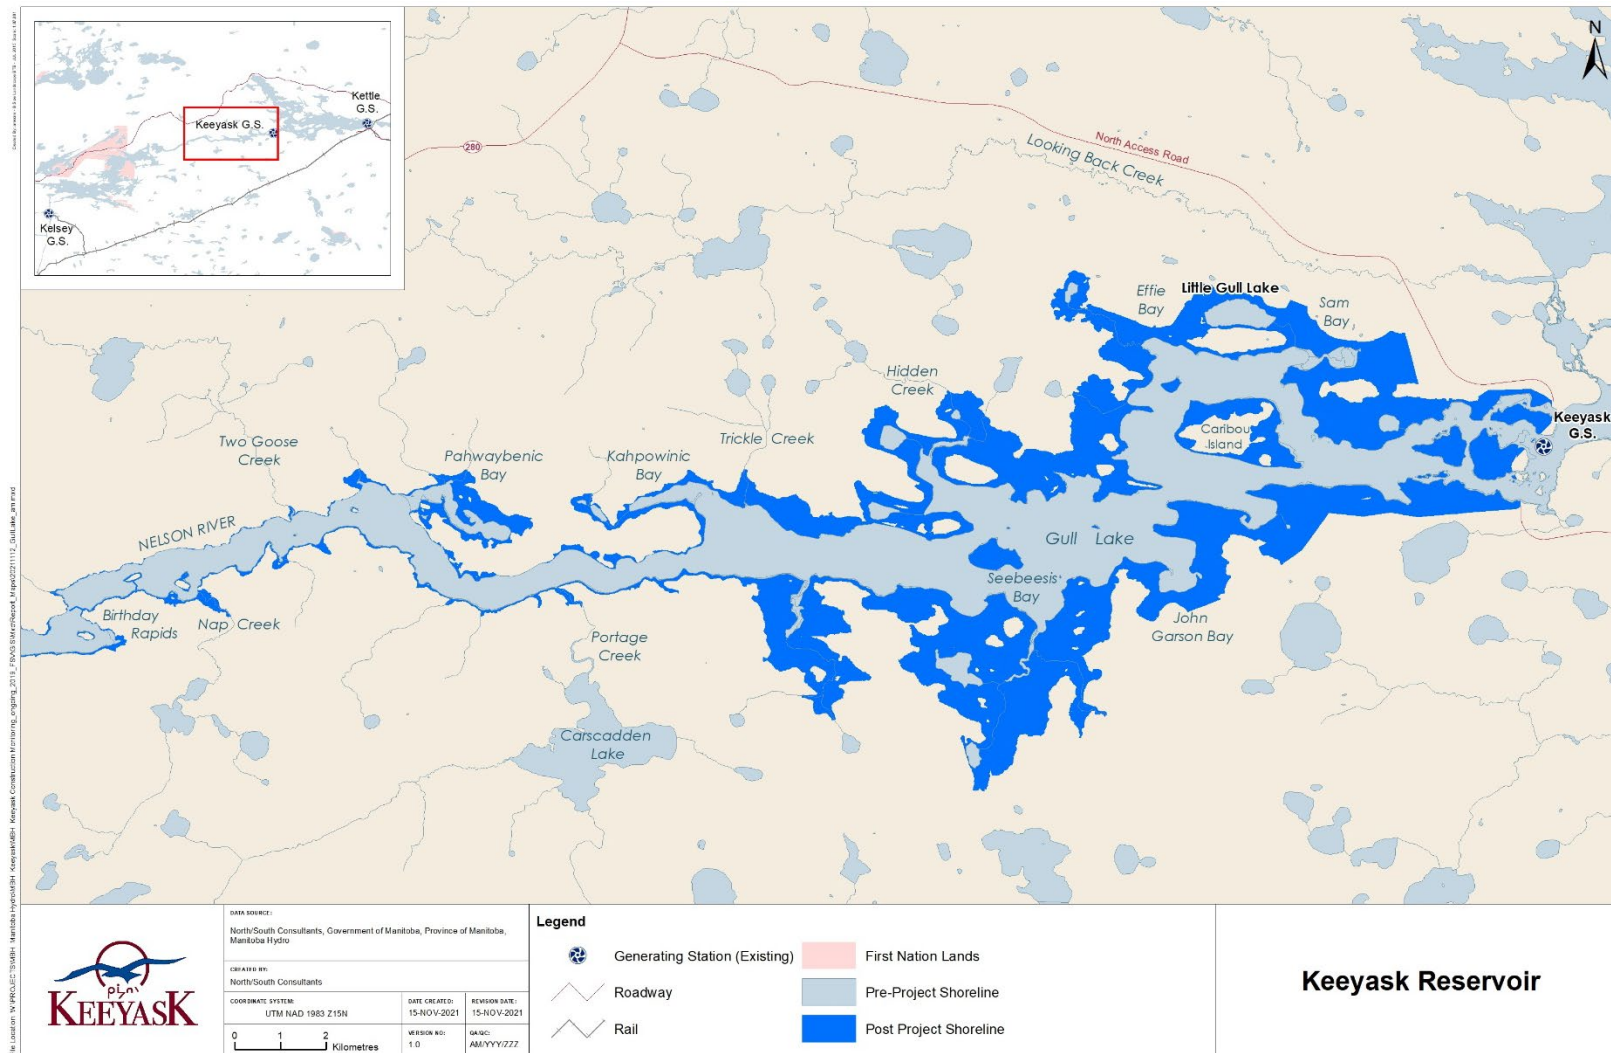 N
Kettle
G.S.
Keeyask G.S.
Kelsey
G.S.
280
North Access Road
Looking Back Creek
Effie
Bay
Little Gull Lake
Sam
Bay
Hidden
Creek
Keeyask
G.S.
Caribou
Island
Two Goose
Creek
Pahwaybenic
Bay
Kahpowinic
Bay
Trickle Creek
NELSON RIVER
Gull Lake
Seebeesis
Bay
Birthday
Rapids
Nap Creek
Portage
Creek
John
Garson Bay
Carscadden
Lake
KEEYASK
DATA SOURCE:
North/South Consultants, Government of Manitoba, Province of Manitoba,
Manitoba Hydro
CREATED BY:
North/South Consultants
COORDINATE SYSTEM:
UTM NAD 1983 Z15N
DATE CREATED:
15-NOV-2021
REVISION DATE:
15-NOV-2021
0 1 2
Kilometres
VERSION NO:
1.0
QA/QC:
AM/YYY/ZZZ
Legend
Generating Station (Existing)
Roadway
Rail
First Nation Lands
Pre-Project Shoreline
Post Project Shoreline
Keeyask Reservoir